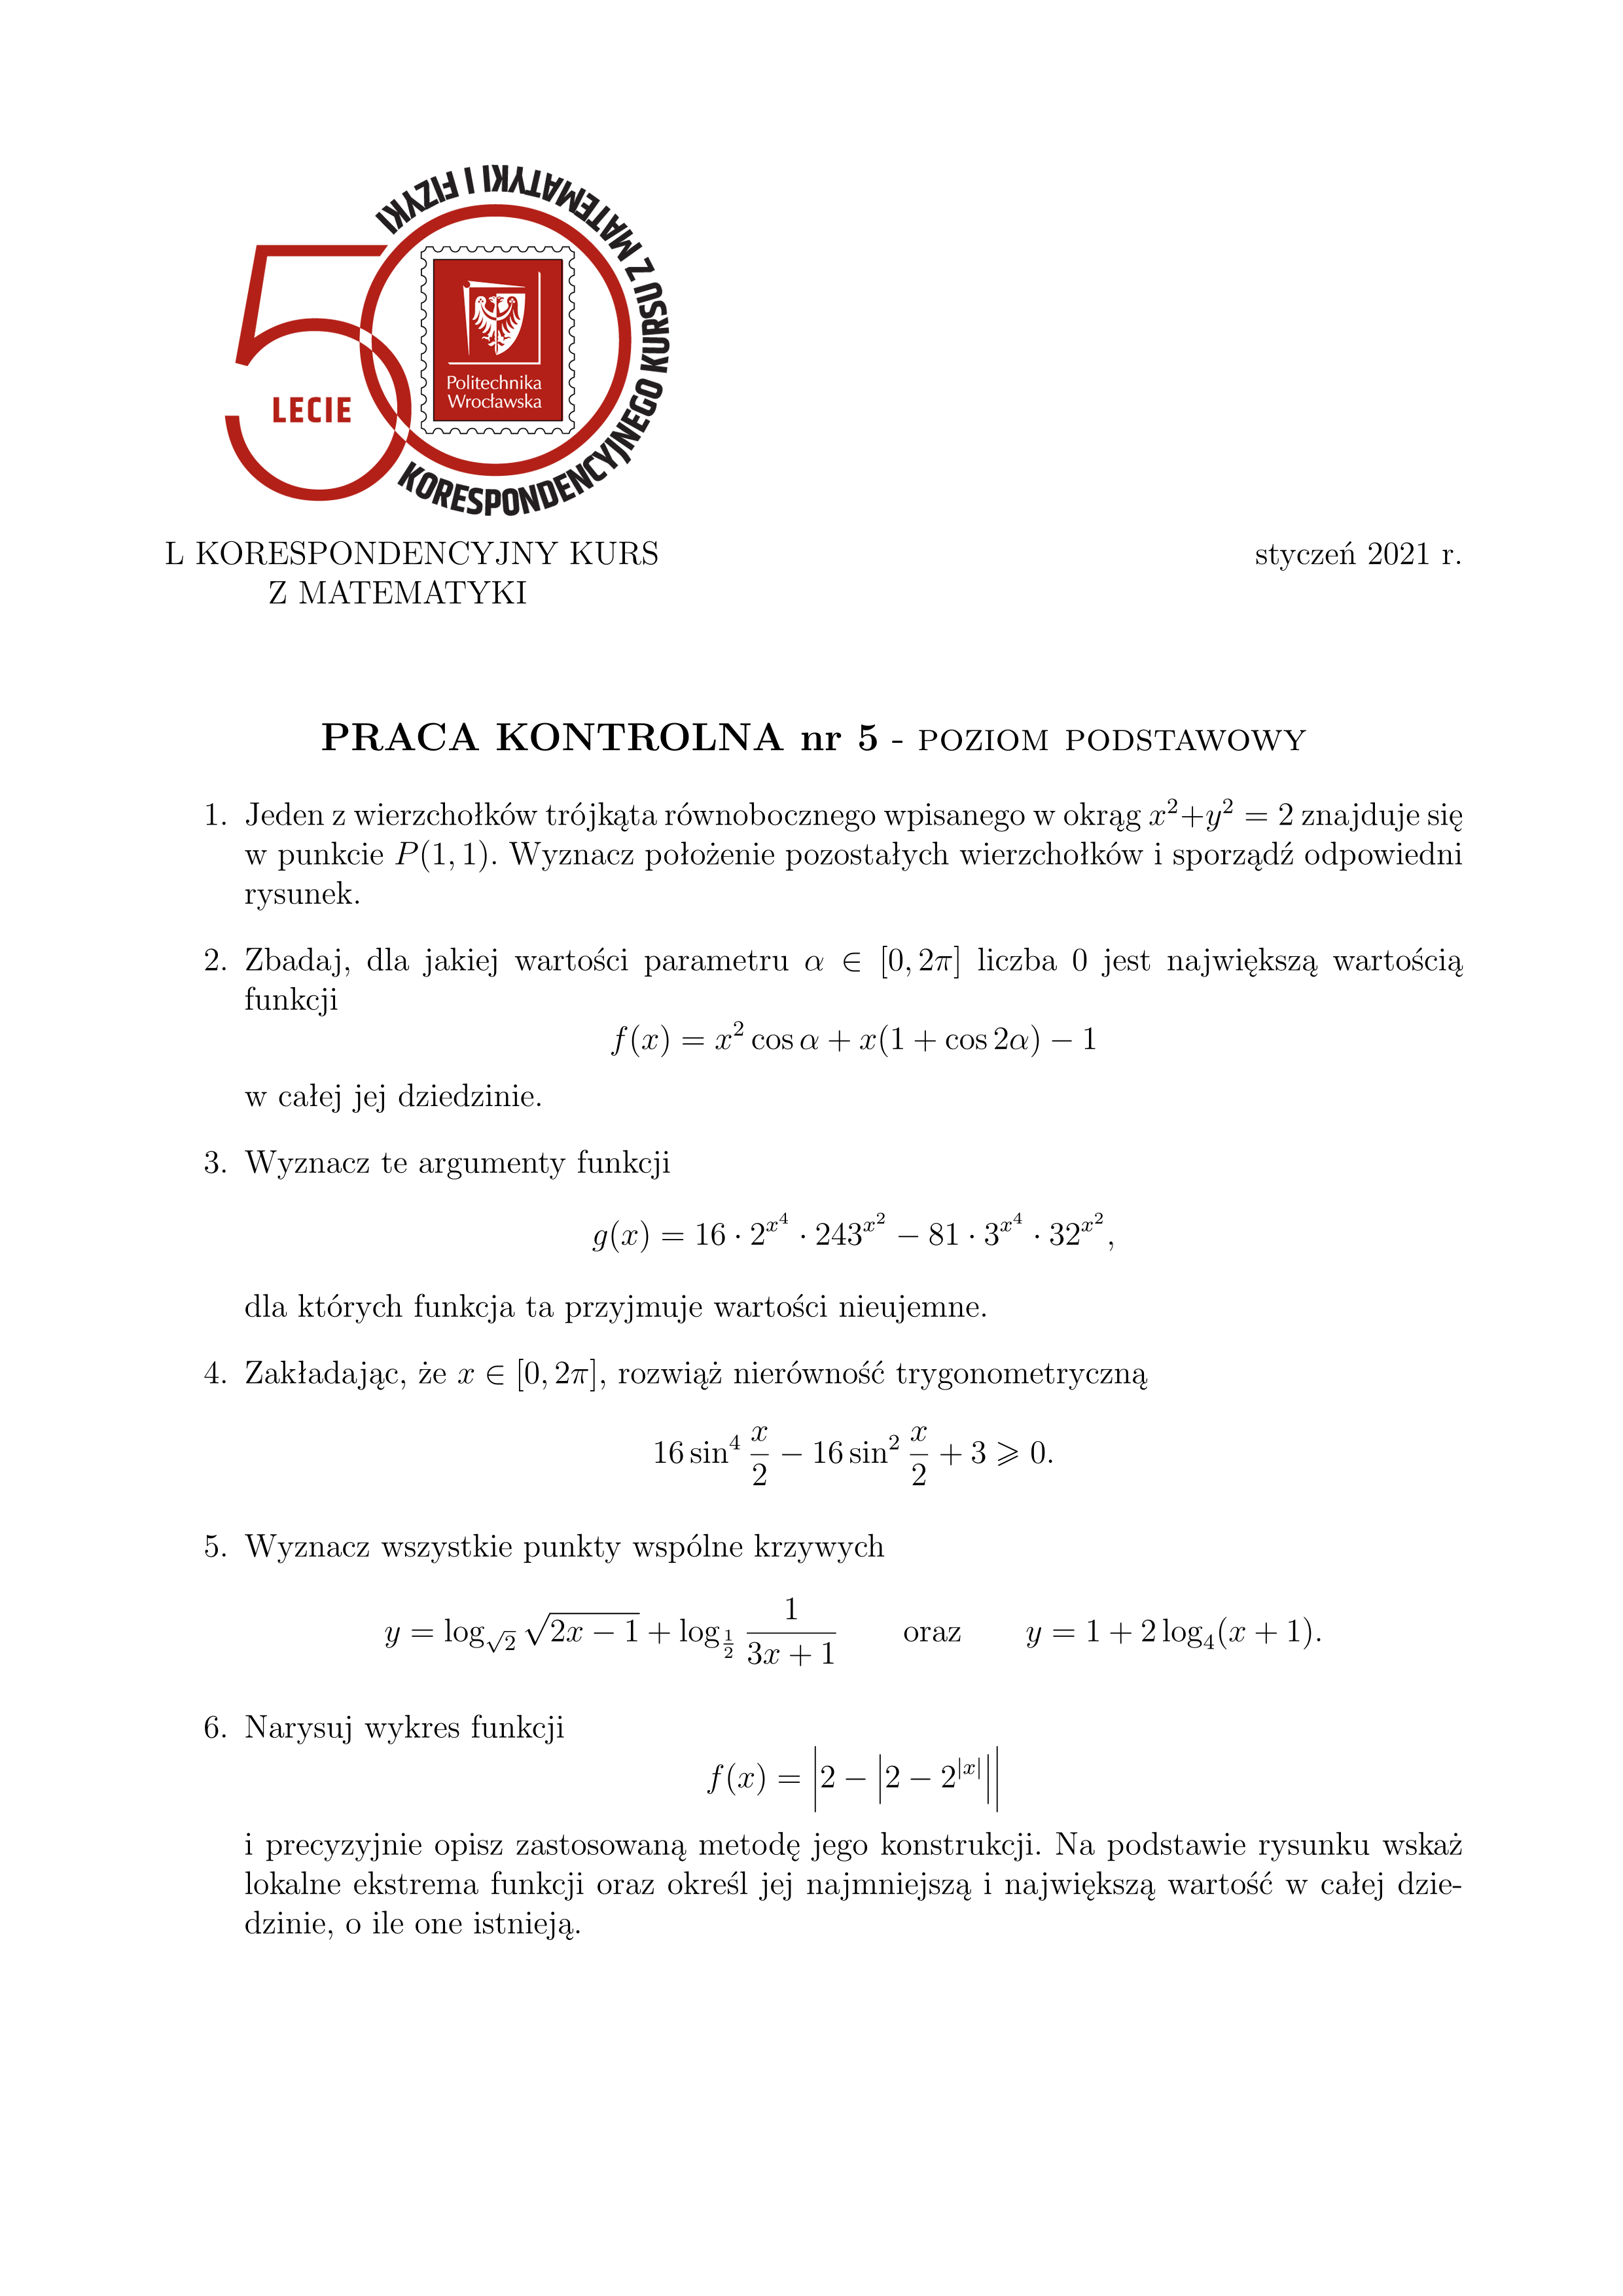 50
LECIE
KORESPONDENCYJNEGO KURSU Z MATEMATYKI I FIZYKI
Politechnika
Wrocławska
L KORESPONDENCYJNY KURS
Z MATEMATYKI
styczeń 2021 r.
PRACA KONTROLNA nr 5 - POZIOM PODSTAWOWY
1. Jeden z wierzchołków trójkąta równobocznego wpisanego w okrąg $x^2+y^2 = 2$ znajduje się
w punkcie $P(1, 1)$. Wyznacz położenie pozostałych wierzchołków i sporządź odpowiedni
rysunek.
2. Zbadaj, dla jakiej wartości parametru $\alpha \in [0, 2\pi]$ liczba 0 jest największą wartością
funkcji
$f(x) = x^2 \cos \alpha + x(1 + \cos 2\alpha) - 1$
w całej jej dziedzinie.
3. Wyznacz te argumenty funkcji
$g(x) = 16 \cdot 2^{x^4} \cdot 243^{x^2} - 81 \cdot 3^{x^4} \cdot 32^{x^2},$
dla których funkcja ta przyjmuje wartości nieujemne.
4. Zakładając, że $x \in [0, 2\pi]$, rozwiąż nierówność trygonometryczną
$16 \sin^4 \frac{x}{2} - 16 \sin^2 \frac{x}{2} + 3 \geqslant 0.$
5. Wyznacz wszystkie punkty wspólne krzywych
$y = \log_{\sqrt{2}} \sqrt{2x - 1} + \log_{\frac{1}{2}} \frac{1}{3x + 1}$ oraz $y = 1 + 2 \log_4(x + 1).$
6. Narysuj wykres funkcji
$f(x) = \left|2 - \left|2 - 2^{|x|}\right|\right|$
i precyzyjnie opisz zastosowaną metodę jego konstrukcji. Na podstawie rysunku wskaż
lokalne ekstrema funkcji oraz określ jej najmniejszą i największą wartość w całej dzie-
dzinie, o ile one istnieją.